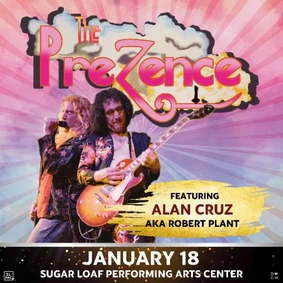 The
PreZence
FEATURING
ALAN CRUZ
AKA ROBERT PLANT
JANUARY 18
SUGAR LOAF PERFORMING ARTS CENTER